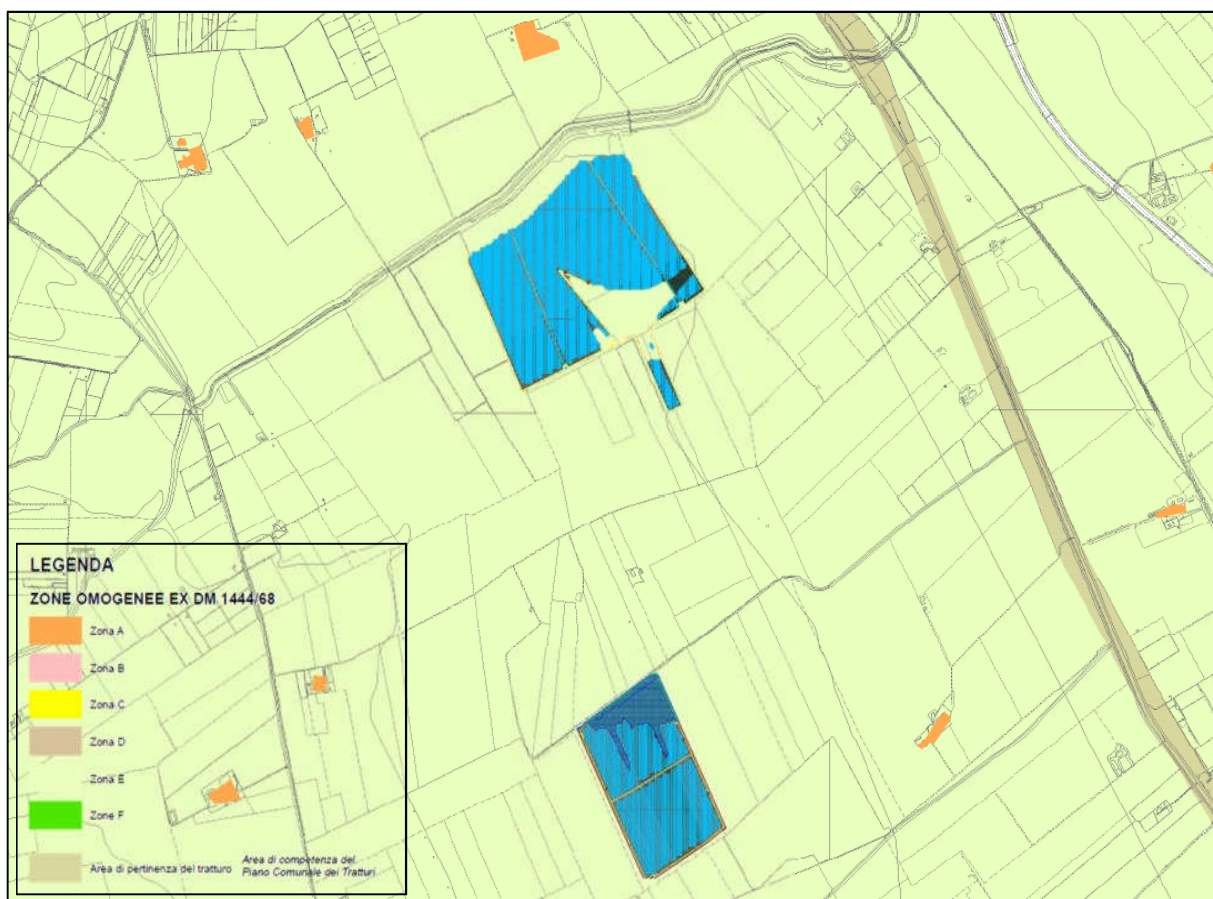 LEGENDA
ZONE OMOGENEE EX DM 1444/68
Zona A
Zona B
Zona C
Zona D
Zona E
Zone F
Area di pertinenza del tratturo
Area di competenza del
Piano Comunale dei Tratturi